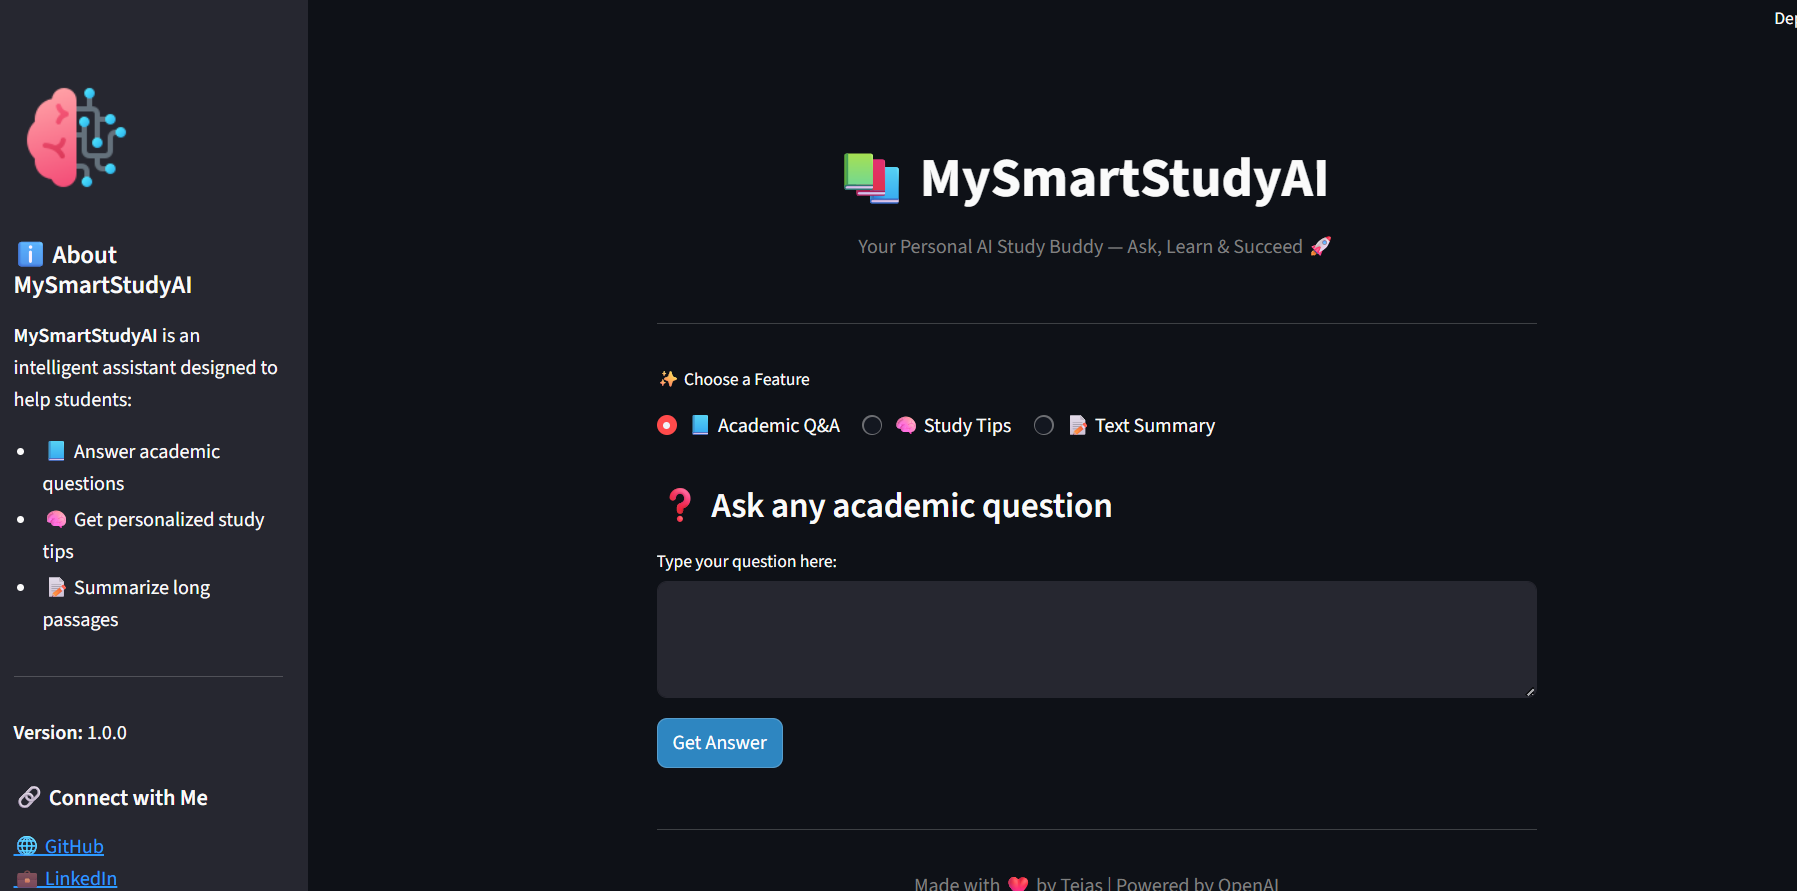 About
MySmartStudyAI
MySmartStudyAI is an
intelligent assistant designed to
help students:
Answer academic
questions
Get personalized study
tips
Summarize long
passages
Version: 1.0.0
Connect with Me
GitHub
LinkedIn
MySmartStudyAI
Your Personal AI Study Buddy — Ask, Learn & Succeed 🚀
✨ Choose a Feature
📘 Academic Q&A 🧠 Study Tips 📝 Text Summary
❓ Ask any academic question
Type your question here:
Get Answer
Made with ❤️ by Tejas | Powered by OpenAI